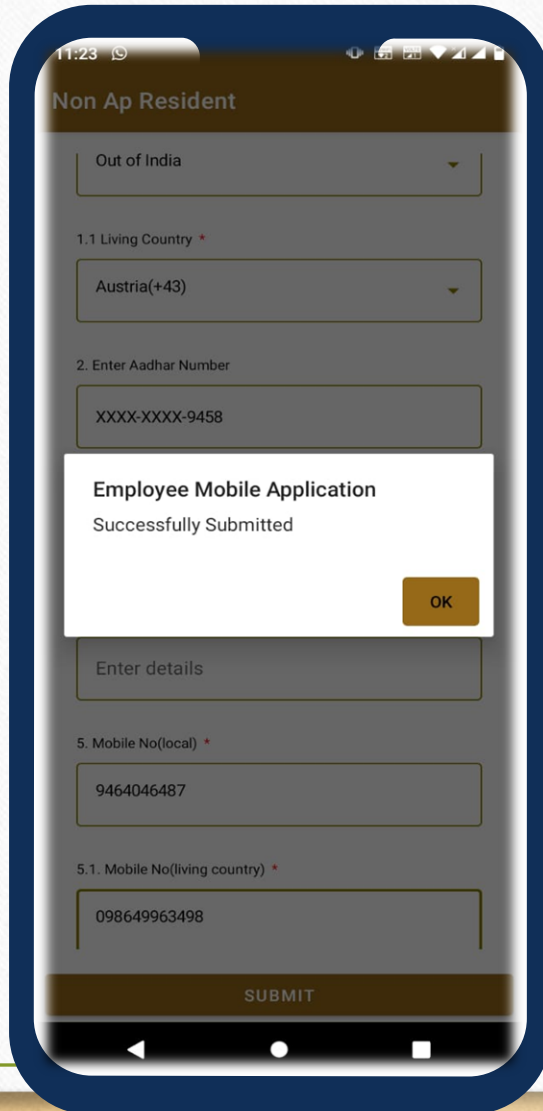 11:23
Non Ap Resident
Out of India
1.1 Living Country *
Austria(+43)
2. Enter Aadhar Number
XXXX-XXXX-9458
Employee Mobile Application
Successfully Submitted
OK
Enter details
5. Mobile No(local) *
9464046487
5.1. Mobile No(living country) *
098649963498
SUBMIT